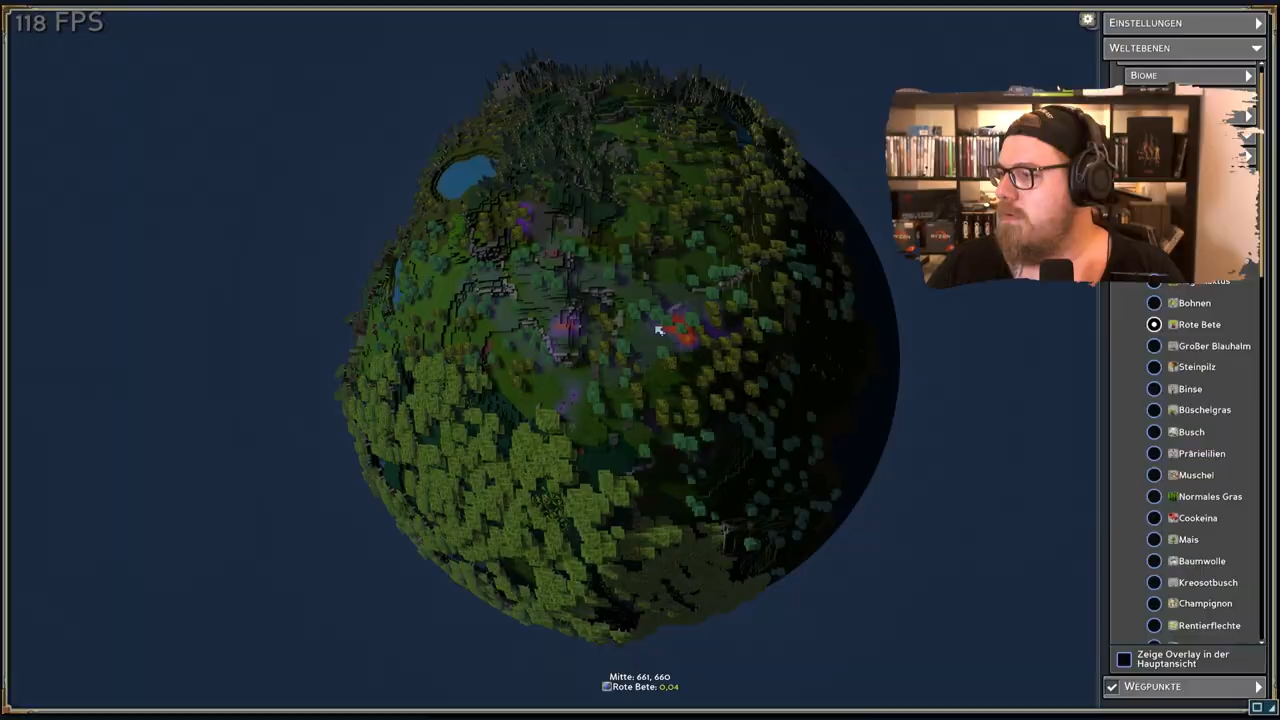 118 FPS
EINSTELLUNGEN
WELTEBENEN
BIOME
Bohnen
Rote Bete
Großer Blauhalm
Steinpilz
Binse
Büschelgras
Busch
Prärielilien
Muschel
Normales Gras
Cookeina
Mais
Baumwolle
Kreosotbusch
Champignon
Rentierflechte
Zeige Overlay in der
Hauptansicht
WEGPUNKTE
Mitte: 661, 660
Rote Bete: 0,04